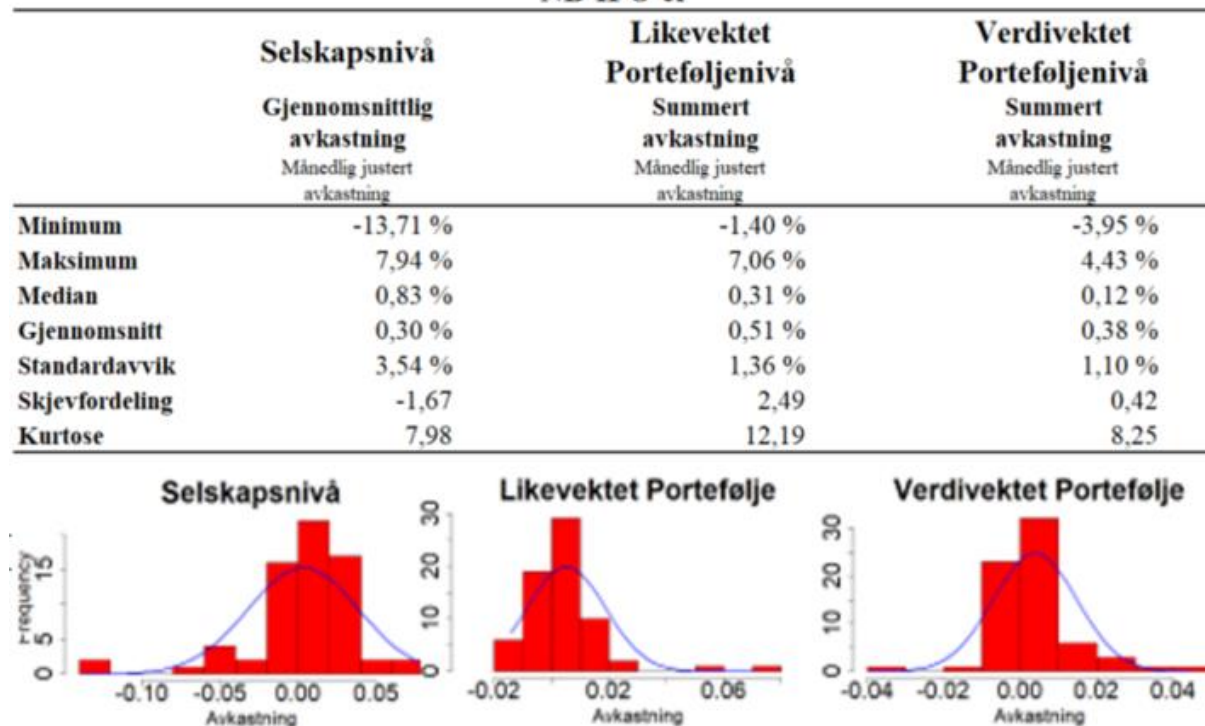 Selskapsnivå
Likevektet
Porteføljenivå
Verdivektet
Porteføljenivå
Gjennomsnittlig
avkastning
Månedlig justert
avkastning
Summert
avkastning
Månedlig justert
avkastning
Summert
avkastning
Månedlig justert
avkastning
Minimum -13,71 % -1,40 % -3,95 %
Maksimum 7,94 % 7,06 % 4,43 %
Median 0,83 % 0,31 % 0,12 %
Gjennomsnitt 0,30 % 0,51 % 0,38 %
Standardavvik 3,54 % 1,36 % 1,10 %
Skjevfordeling -1,67 2,49 0,42
Kurtose 7,98 12,19 8,25
Selskapsnivå
Frequency
15
5
0
-0.10 -0.05 0.00 0.05
Avkastning
Likevektet Portefølje
30
20
10
0
-0.02 0.02 0.06
Avkastning
Verdivektet Portefølje
30
20
10
0
-0.04 -0.02 0.00 0.02 0.04
Avkastning